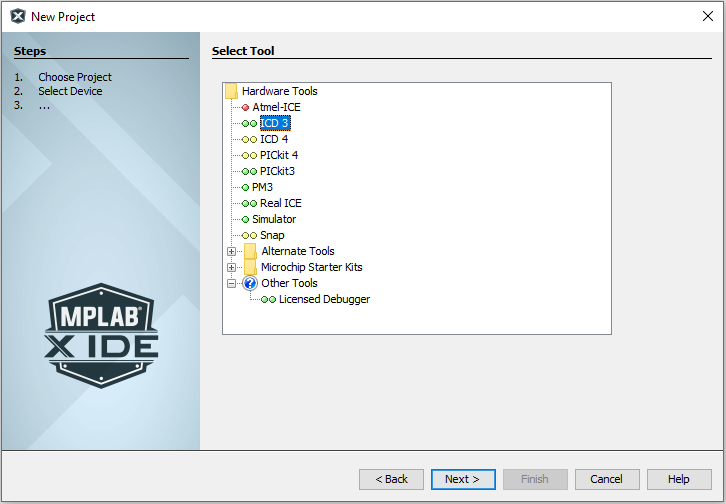 New Project
Steps
1. Choose Project
2. Select Device
3. ...
MPLAB®
X IDE
Select Tool
Hardware Tools
Atmel-ICE
ICD 3
ICD 4
PICkit 4
PICkit3
PM3
Real ICE
Simulator
Snap
Alternate Tools
Microchip Starter Kits
Other Tools
Licensed Debugger
< Back Next > Finish Cancel Help